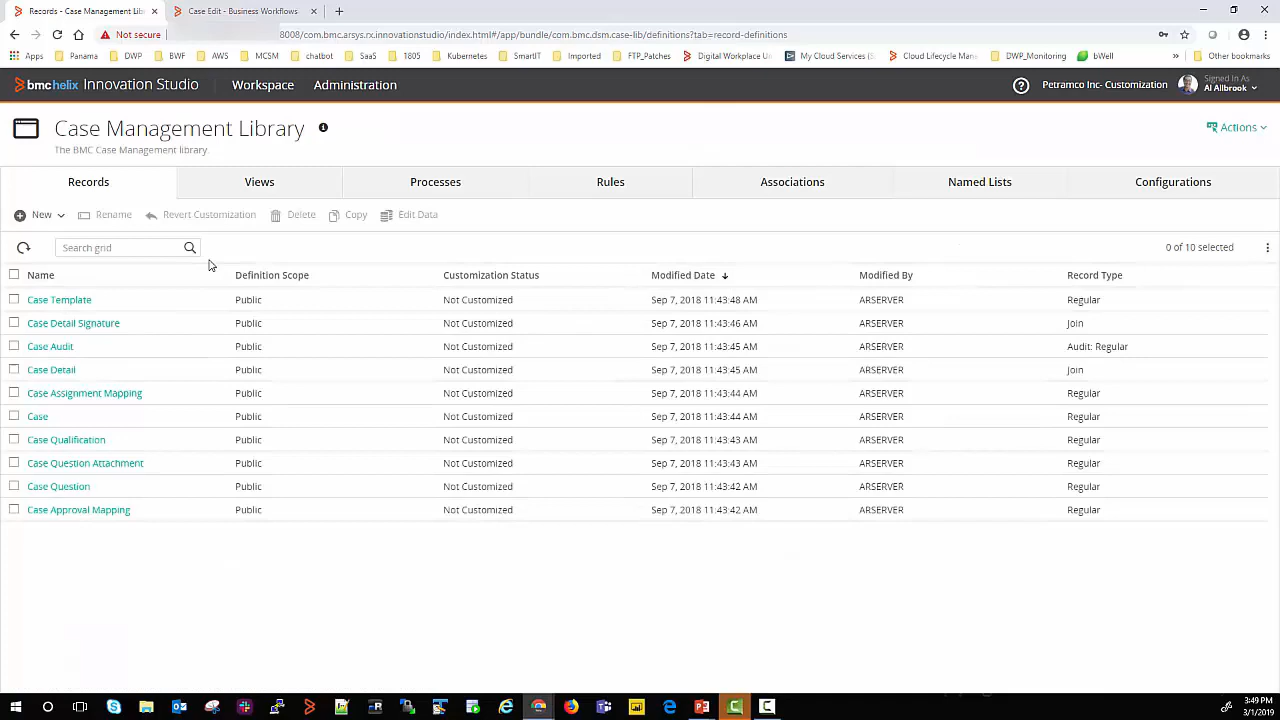 Records - Case Management Lib
Case Edit - Business Workflows
Not secure
8008/com.bmc.arsys.rx.innovationstudio/index.html#/app/bundle/com.bmc.dsm.case-lib/definitions?tab=record-definitions
Apps Panama DWP BWF AWS MCSM chatbot SaaS 1805 Kubernetes SmartIT Imported FTP_Patches Digital Workplace Un My Cloud Services (S Cloud Lifecycle Man DWP_Monitoring bWell » Other bookmarks
bmchelix Innovation Studio Workspace Administration
Petramco Inc- Customization
Signed In As
Al Allbrook
Case Management Library
The BMC Case Management library.
Actions
Records Views Processes Rules Associations Named Lists Configurations
New Rename Revert Customization Delete Copy Edit Data
Search grid
0 of 10 selected
Name Definition Scope Customization Status Modified Date Modified By Record Type
Case Template Public Not Customized Sep 7, 2018 11:43:48 AM ARSERVER Regular
Case Detail Signature Public Not Customized Sep 7, 2018 11:43:46 AM ARSERVER Join
Case Audit Public Not Customized Sep 7, 2018 11:43:45 AM ARSERVER Audit: Regular
Case Detail Public Not Customized Sep 7, 2018 11:43:45 AM ARSERVER Join
Case Assignment Mapping Public Not Customized Sep 7, 2018 11:43:44 AM ARSERVER Regular
Case Public Not Customized Sep 7, 2018 11:43:44 AM ARSERVER Regular
Case Qualification Public Not Customized Sep 7, 2018 11:43:43 AM ARSERVER Regular
Case Question Attachment Public Not Customized Sep 7, 2018 11:43:43 AM ARSERVER Regular
Case Question Public Not Customized Sep 7, 2018 11:43:42 AM ARSERVER Regular
Case Approval Mapping Public Not Customized Sep 7, 2018 11:43:42 AM ARSERVER Regular
3:49 PM
3/1/2019